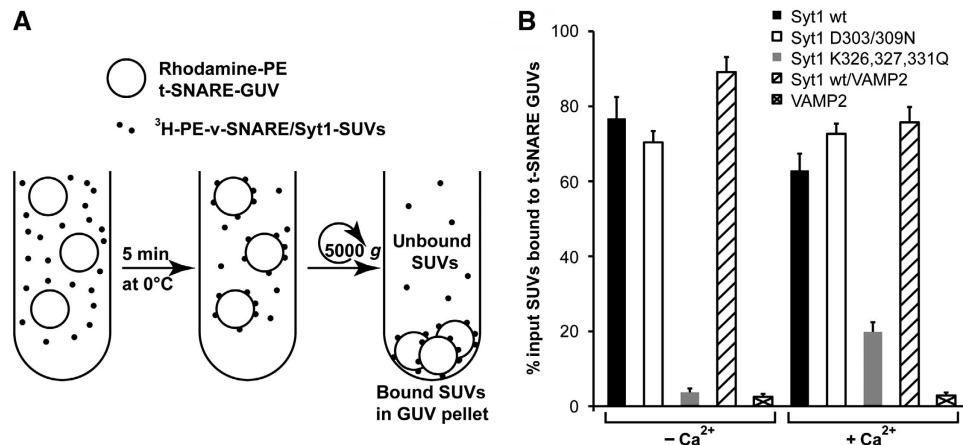 A
Rhodamine-PE
t-SNARE-GUV
³H-PE-v-SNARE/Syt1-SUVs
5 min
at 0°C
5000 g
Unbound
SUVs
Bound SUVs
in GUV pellet
B
% input SUVs bound to t-SNARE GUVs
100
80
60
40
20
0
Syt1 wt
Syt1 D303/309N
Syt1 K326,327,331Q
Syt1 wt/VAMP2
VAMP2
– Ca²⁺
+ Ca²⁺